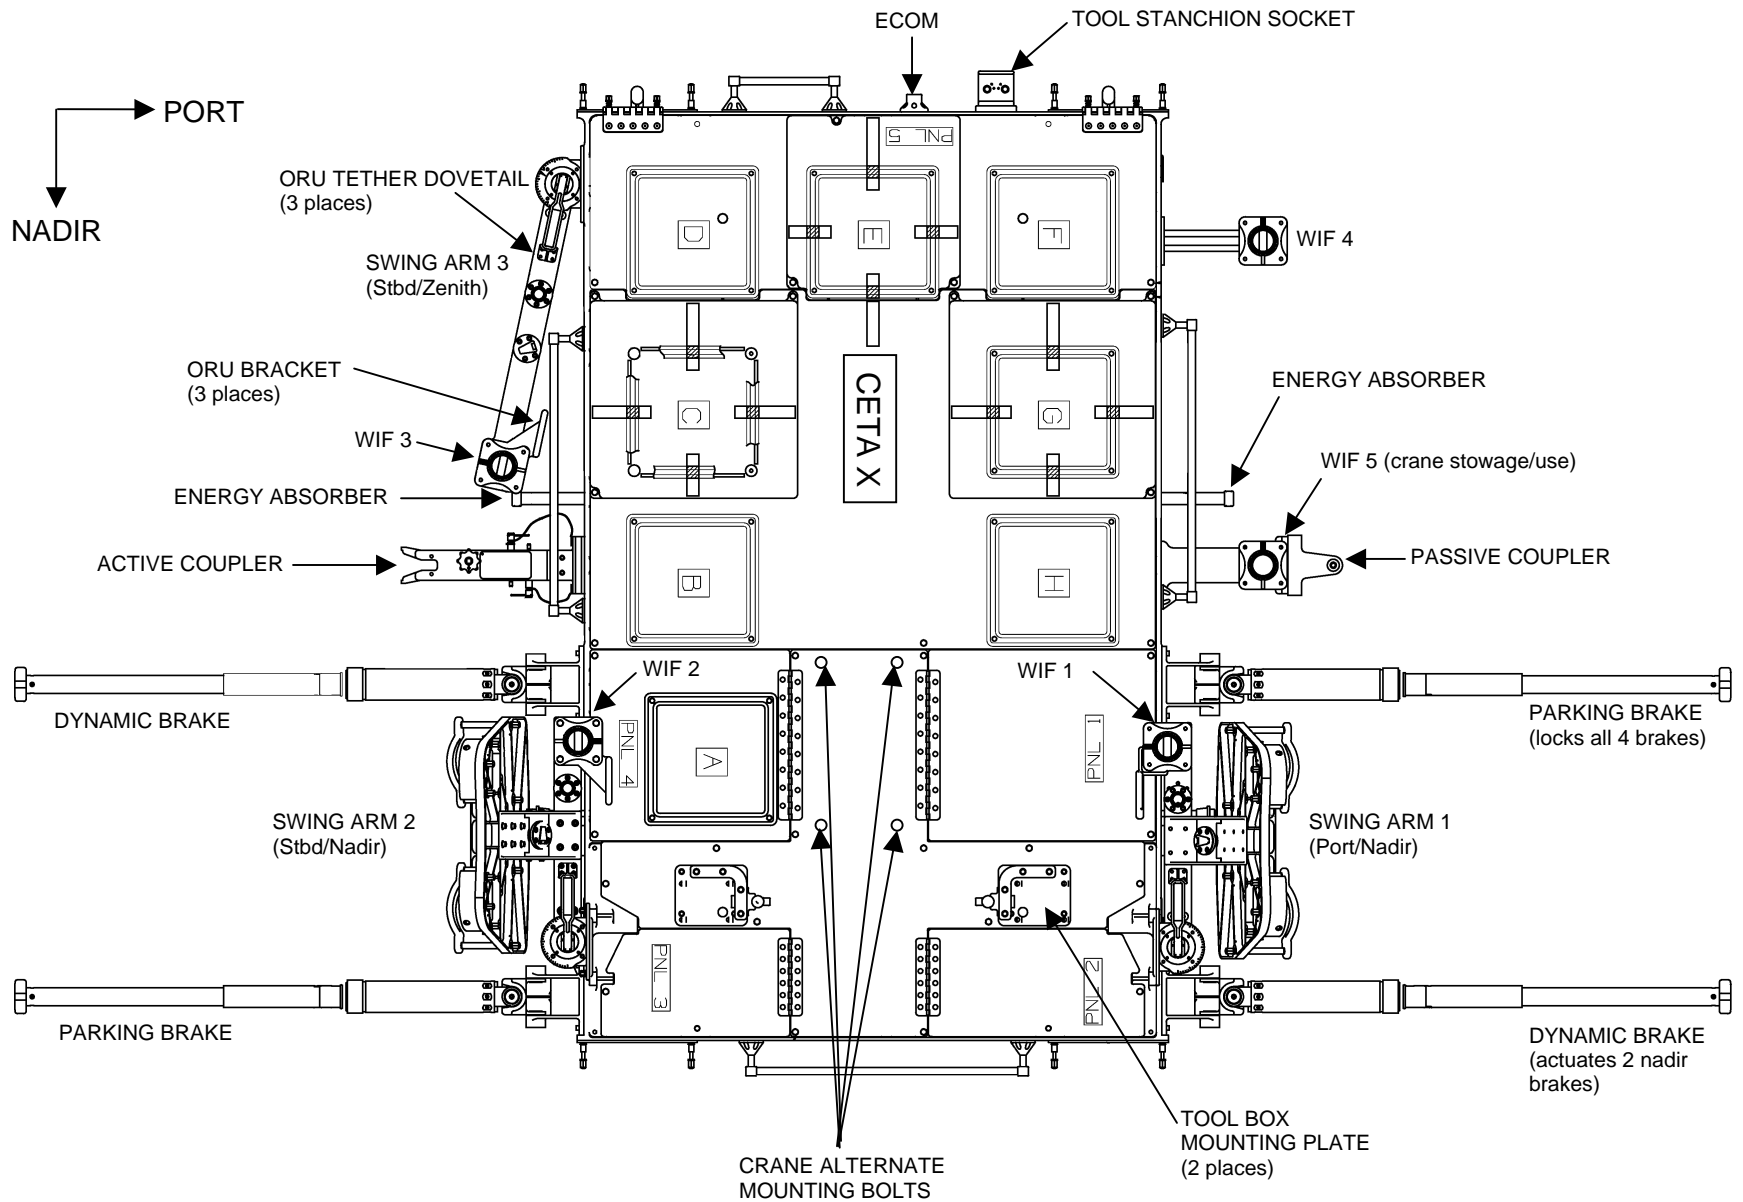 ECOM
TOOL STANCHION SOCKET
PORT
NADIR
ORU TETHER DOVETAIL
(3 places)
SWING ARM 3
(Stbd/Zenith)
ORU BRACKET
(3 places)
WIF 3
ENERGY ABSORBER
ACTIVE COUPLER
PNL 5
D
E
F
WIF 4
C
CETA X
G
ENERGY ABSORBER
WIF 5 (crane stowage/use)
PASSIVE COUPLER
B
H
WIF 2
WIF 1
DYNAMIC BRAKE
PARKING BRAKE
(locks all 4 brakes)
PNL 4
A
PNL 1
SWING ARM 2
(Stbd/Nadir)
SWING ARM 1
(Port/Nadir)
PNL 3
PNL 2
PARKING BRAKE
DYNAMIC BRAKE
(actuates 2 nadir
brakes)
TOOL BOX
MOUNTING PLATE
(2 places)
CRANE ALTERNATE
MOUNTING BOLTS